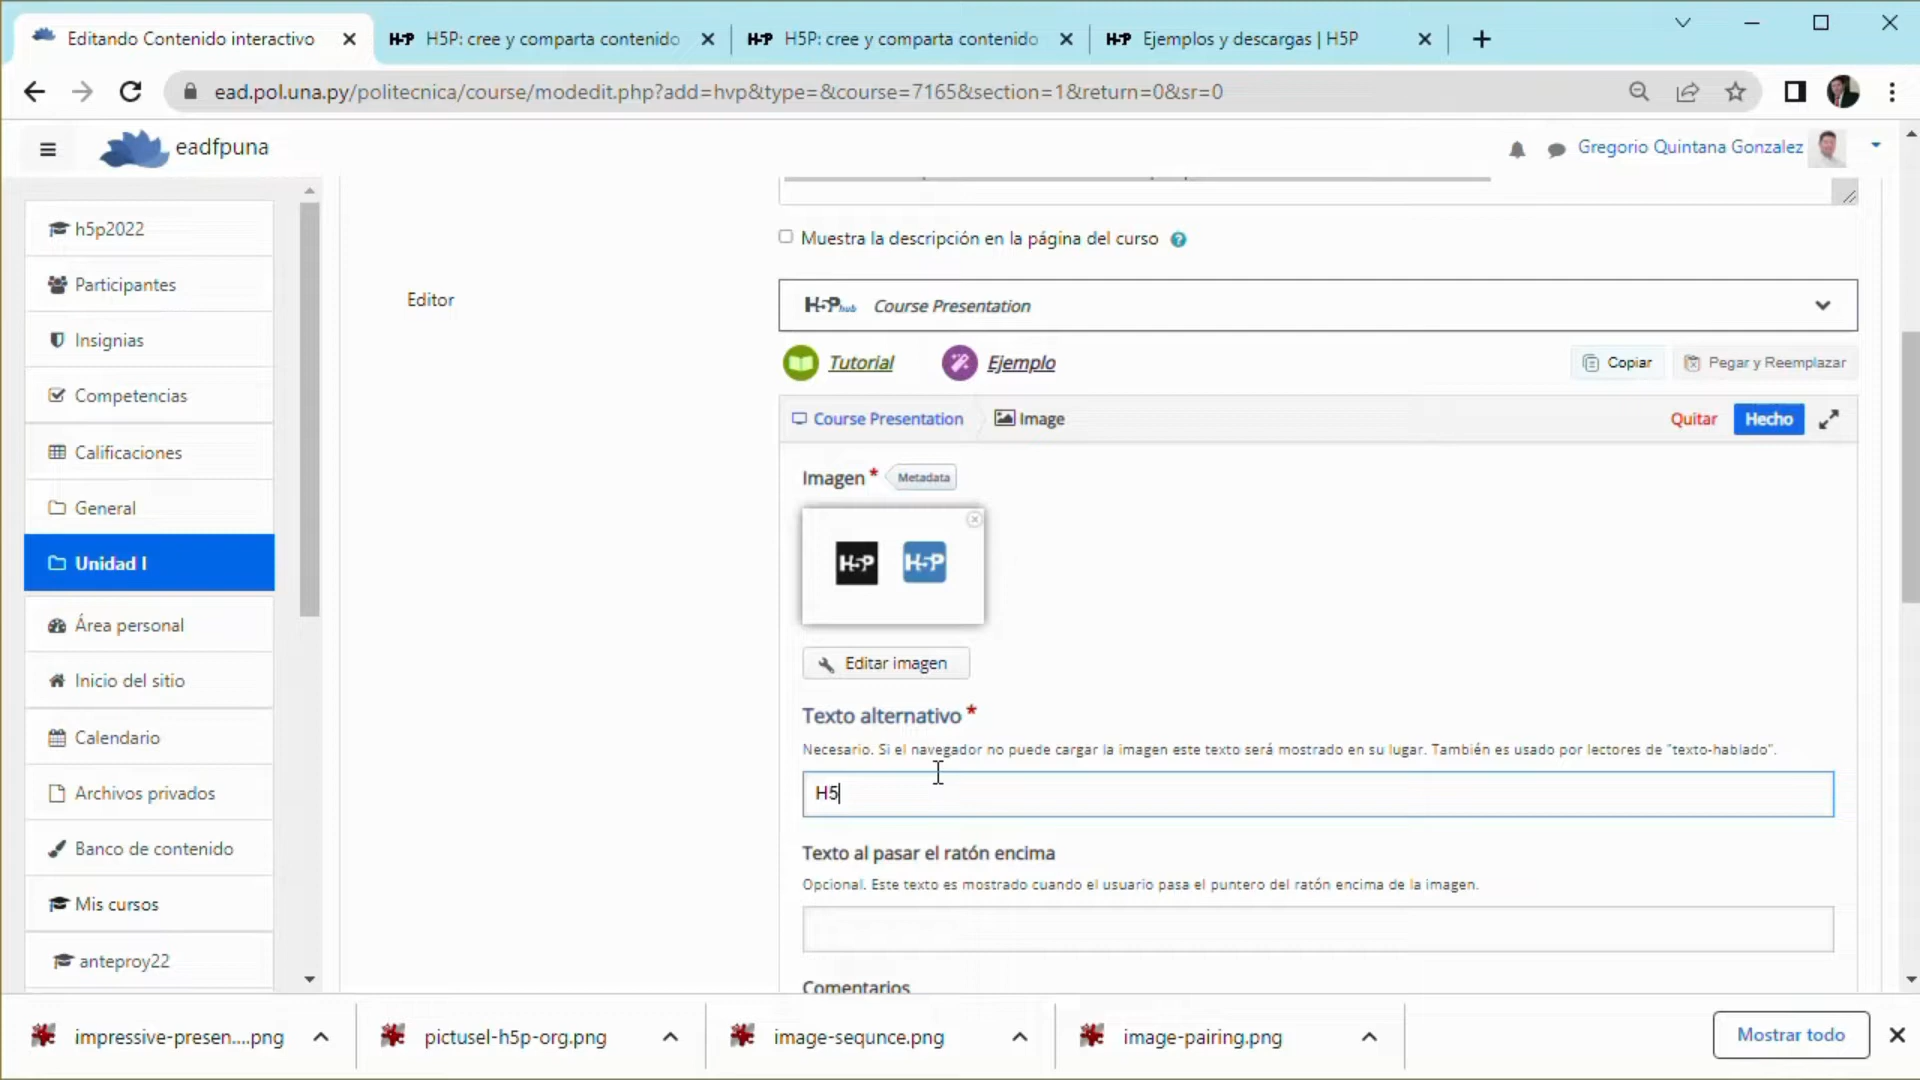 Editando Contenido interactivo
H5P H5P: cree y comparta contenido
H5P H5P: cree y comparta contenido
H5P Ejemplos y descargas | H5P
ead.pol.una.py/politecnica/course/modedit.php?add=hvp&type=&course=7165&section=1&return=0&sr=0
eadfpuna
Gregorio Quintana Gonzalez
h5p2022
Participantes
Insignias
Competencias
Calificaciones
General
Unidad I
Área personal
Inicio del sitio
Calendario
Archivos privados
Banco de contenido
Mis cursos
anteproy22
Muestra la descripción en la página del curso
Editor
H5Phub Course Presentation
Tutorial
Ejemplo
Copiar
Pegar y Reemplazar
Course Presentation
Image
Quitar
Hecho
Imagen *
Metadata
H5P H5P
Editar imagen
Texto alternativo *
Necesario. Si el navegador no puede cargar la imagen este texto será mostrado en su lugar. También es usado por lectores de "texto-hablado".
H5
Texto al pasar el ratón encima
Opcional. Este texto es mostrado cuando el usuario pasa el puntero del ratón encima de la imagen.
Comentarios
impressive-presen....png
pictusel-h5p-org.png
image-sequnce.png
image-pairing.png
Mostrar todo